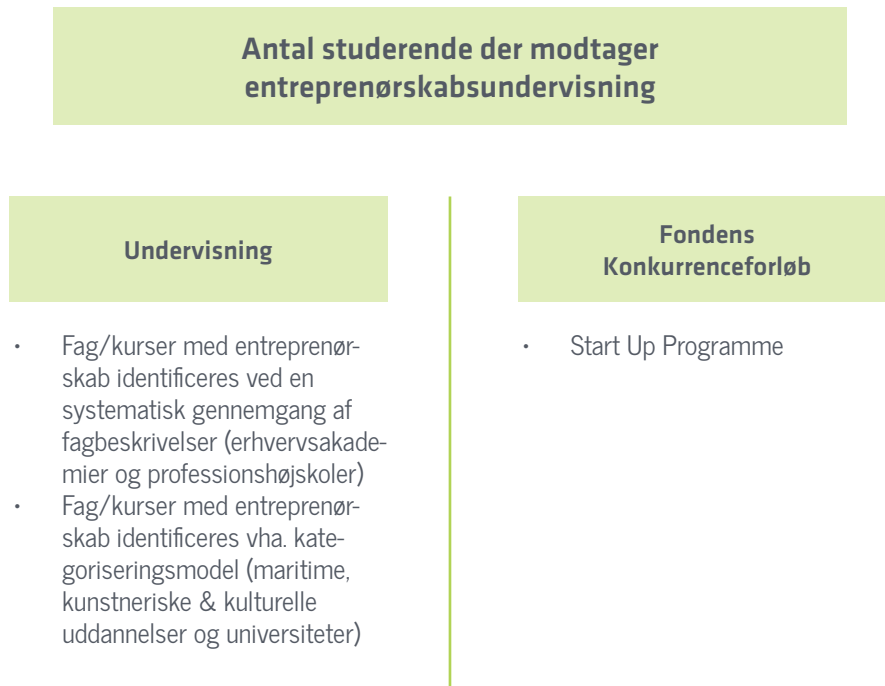 Antal studerende der modtager
entreprenørskabsundervisning
Undervisning
• Fag/kurser med entreprenør-
skab identificeres ved en
systematisk gennemgang af
fagbeskrivelser (erhvervsakade-
mier og professionshøjskoler)
• Fag/kurser med entreprenør-
skab identificeres vha. kate-
goriseringsmodel (maritime,
kunstneriske & kulturelle
uddannelser og universiteter)
Fondens
Konkurrenceforløb
• Start Up Programme